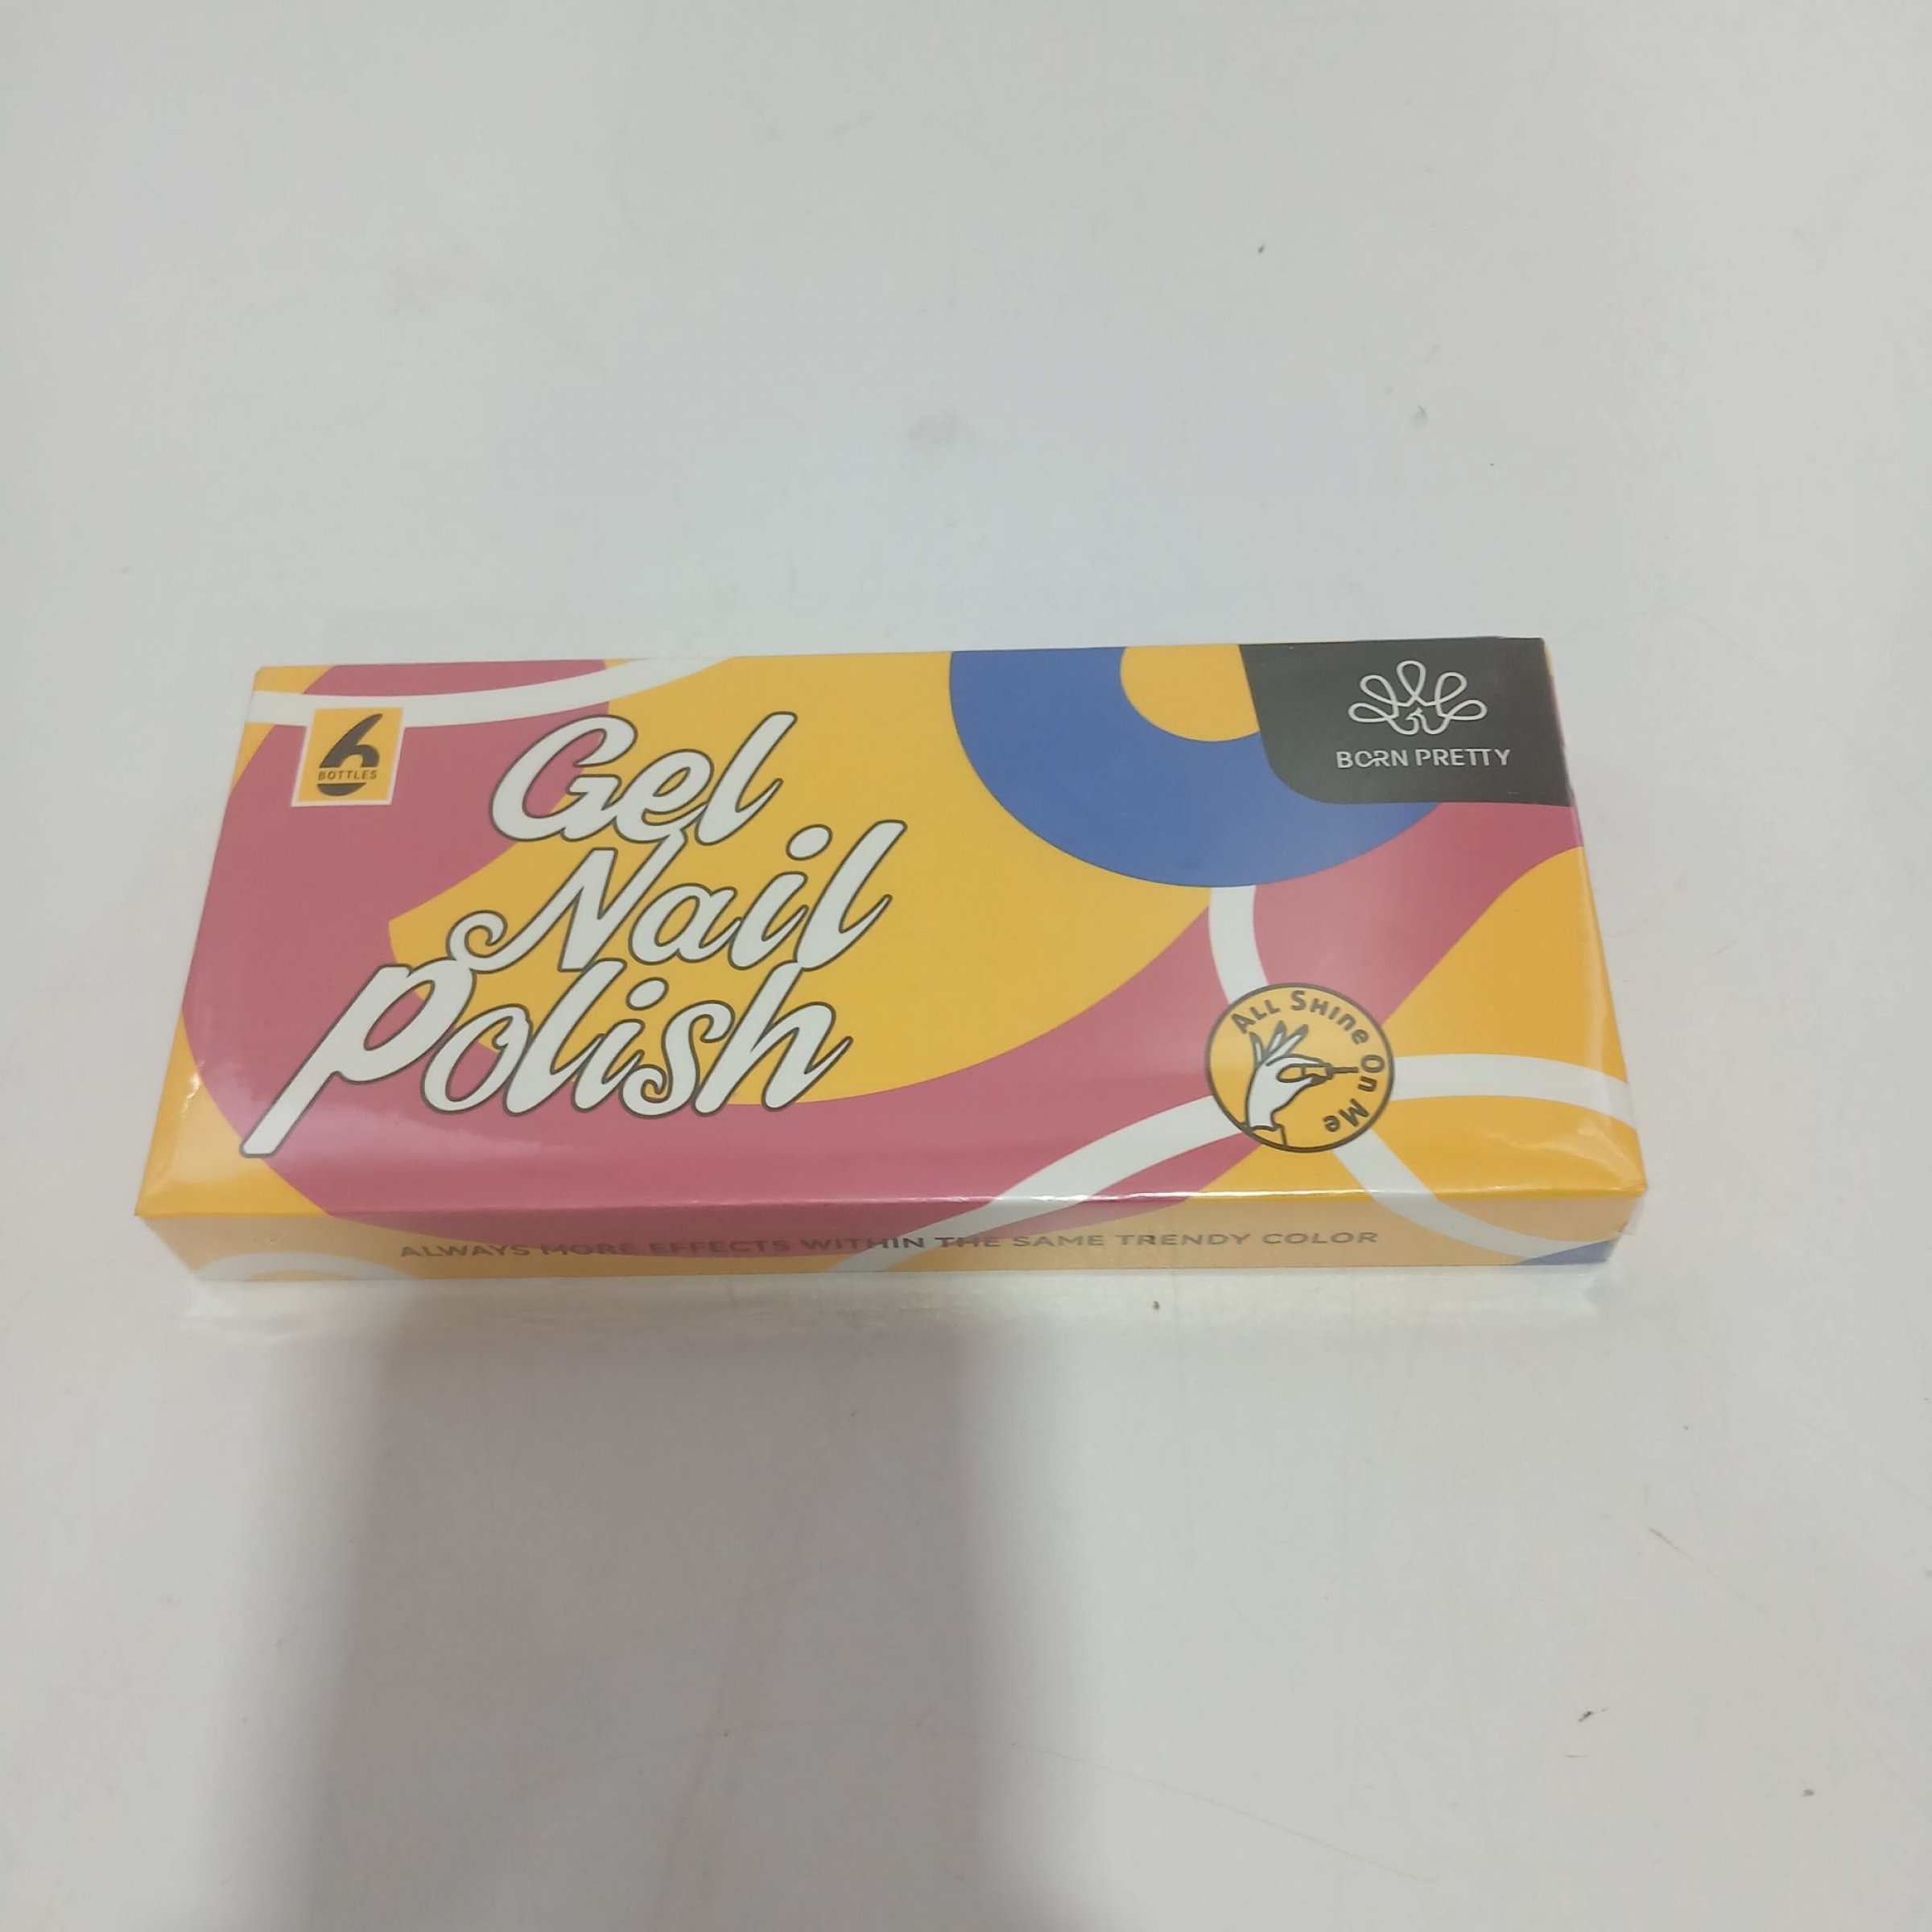 6
BOTTLES
Gel
Nail
Polish
BORN PRETTY
ALL SHine On Me
ALWAYS MORE EFFECTS WITHIN THE SAME TRENDY COLOR